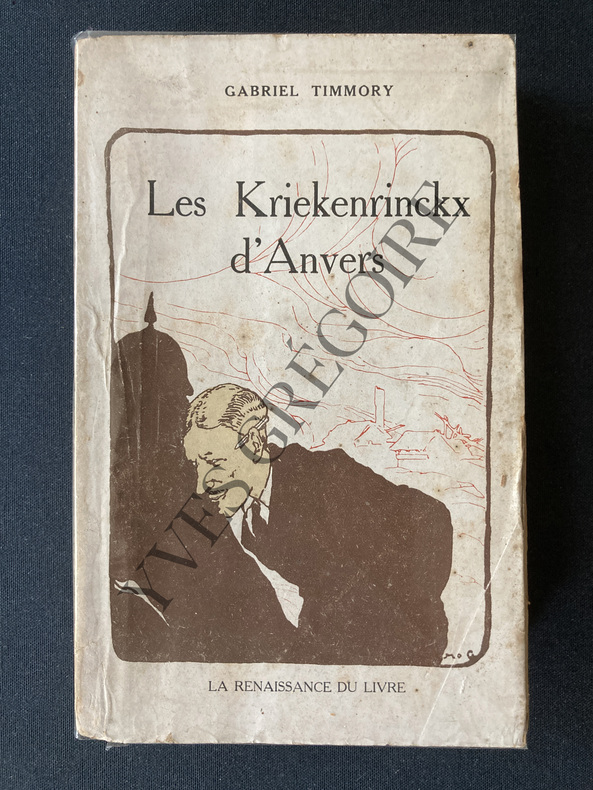 GABRIEL TIMMORY
Les Kriekenrinckx
d'Anvers
YVES GRÉGOIRE
LA RENAISSANCE DU LIVRE